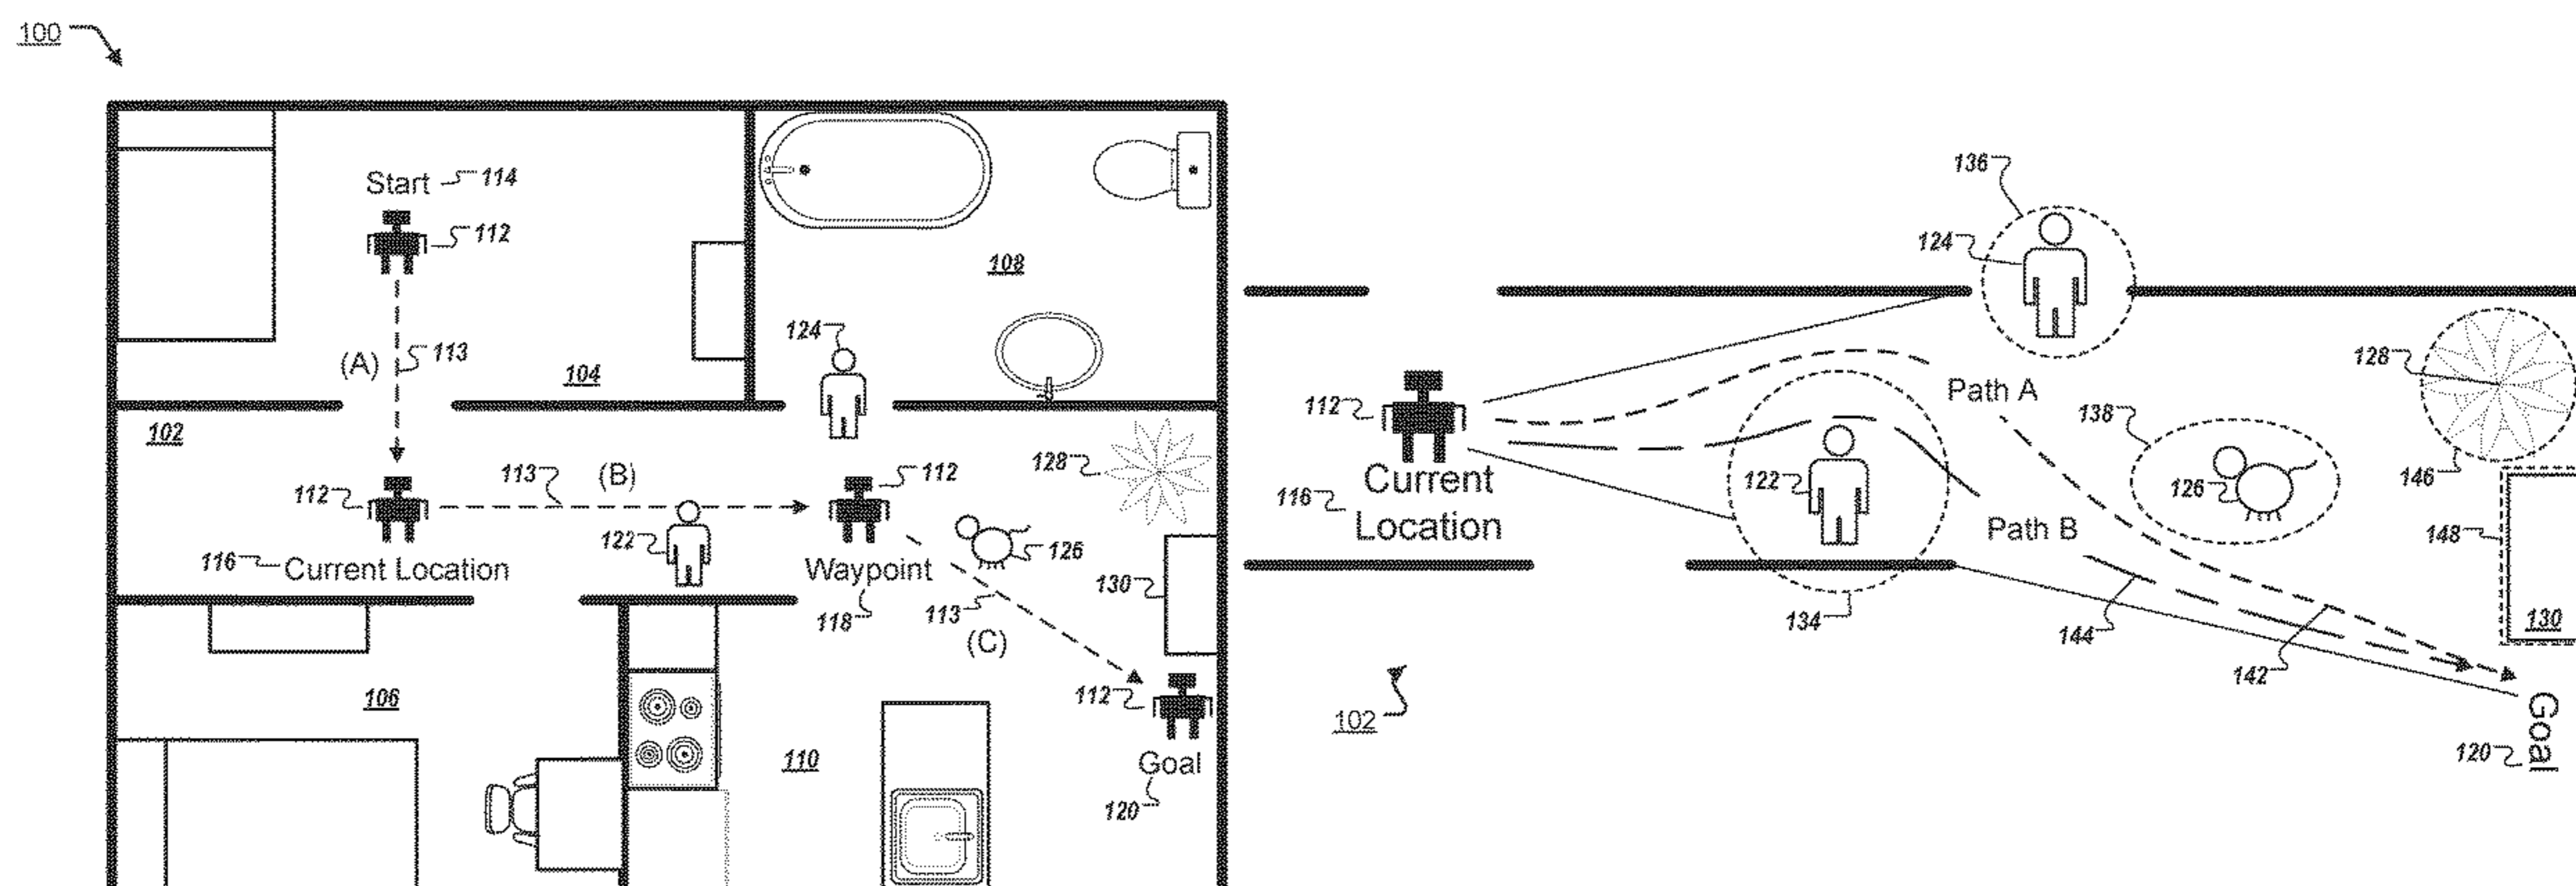 100
Start 114
112
108
124
(A) 113
104
102
113 (B)
112
112
128
122
126
116 Current Location
Waypoint
118
113
130
(C)
106
112
110
Goal
120
136
124
128
112
Path A
138
Current
Location
116
122
126
146
Path B
148
134
144
142
130
102
Goal
120